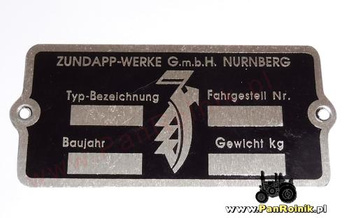 ZUNDAPP-WERKE G.m.b.H. NURNBERG
Typ-Bezeichnung Fahrgestell Nr.
Baujahr Gewicht kg
www.PanRolnik.pl